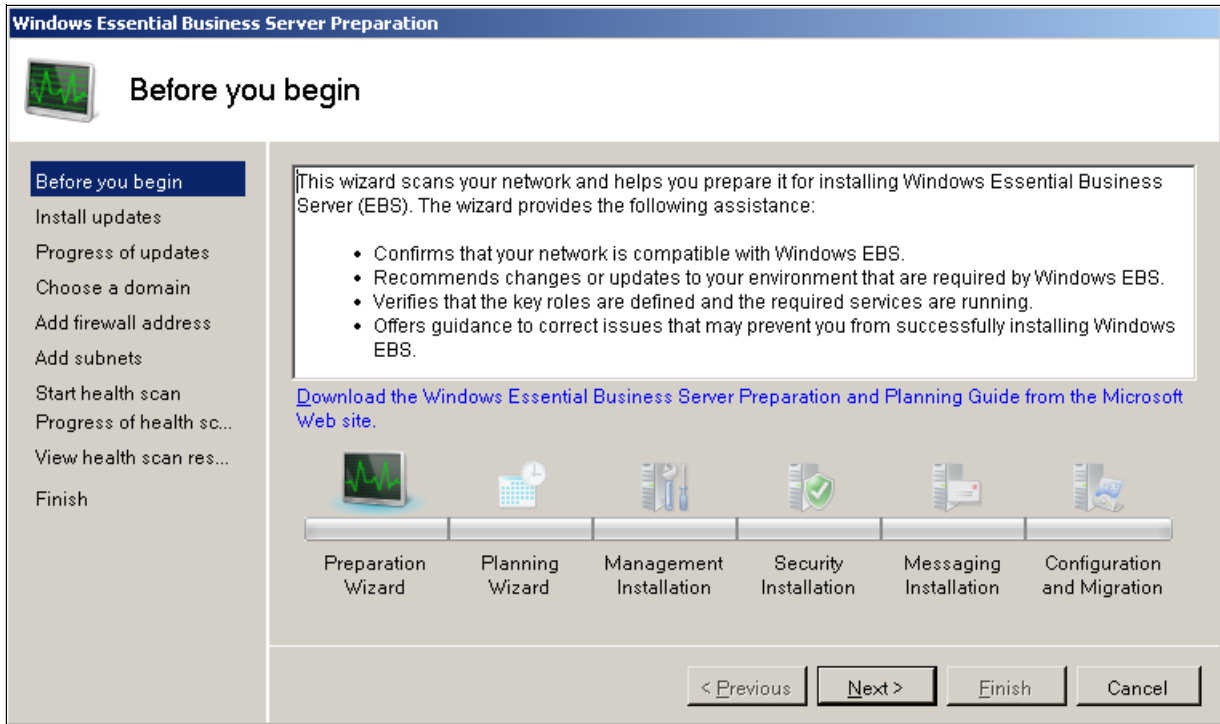 Windows Essential Business Server Preparation
Before you begin
Before you begin
Install updates
Progress of updates
Choose a domain
Add firewall address
Add subnets
Start health scan
Progress of health sc...
View health scan res...
Finish
This wizard scans your network and helps you prepare it for installing Windows Essential Business
Server (EBS). The wizard provides the following assistance:
• Confirms that your network is compatible with Windows EBS.
• Recommends changes or updates to your environment that are required by Windows EBS.
• Verifies that the key roles are defined and the required services are running.
• Offers guidance to correct issues that may prevent you from successfully installing Windows
EBS.
Download the Windows Essential Business Server Preparation and Planning Guide from the Microsoft
Web site.
Preparation
Wizard
Planning
Wizard
Management
Installation
Security
Installation
Messaging
Installation
Configuration
and Migration
< Previous
Next >
Finish
Cancel